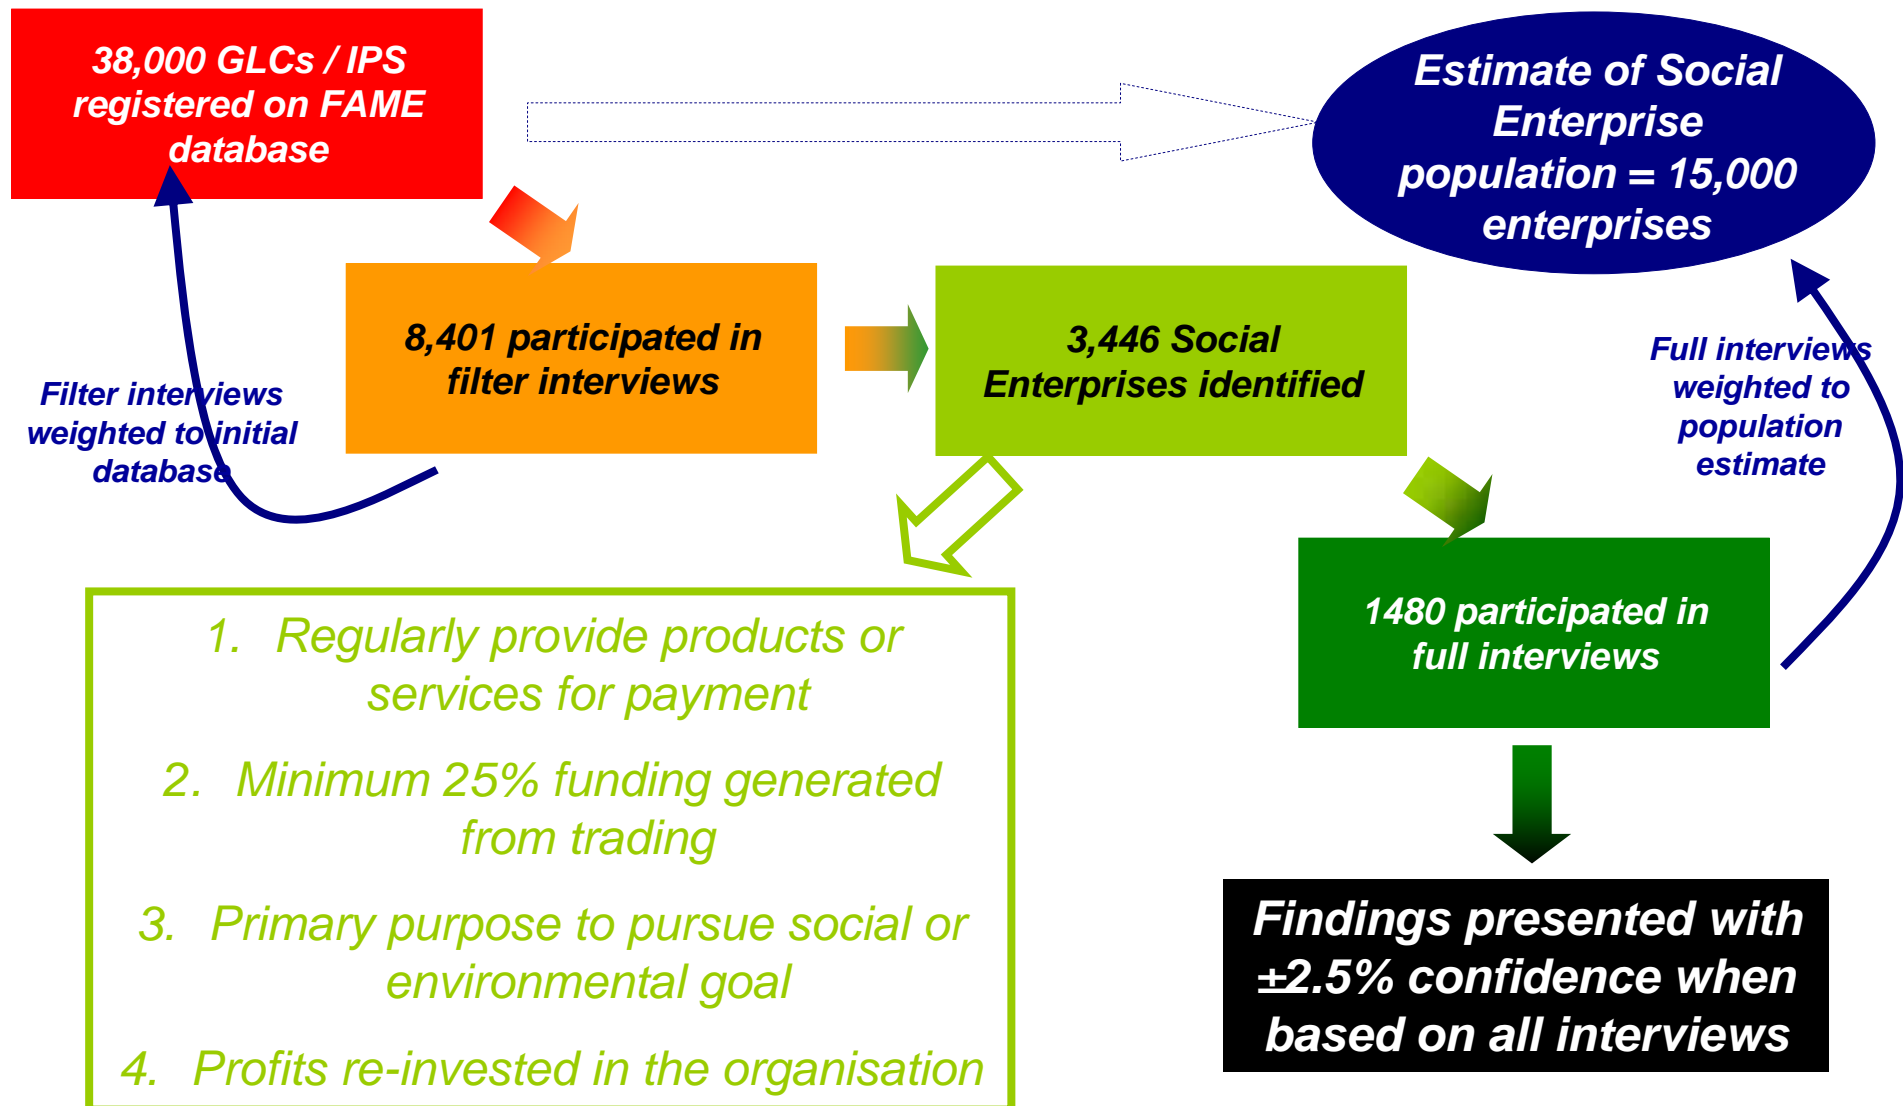 38,000 GLCs / IPS
registered on FAME
database
Estimate of Social
Enterprise
population = 15,000
enterprises
8,401 participated in
filter interviews
3,446 Social
Enterprises identified
Filter interviews
weighted to initial
database
Full interviews
weighted to
population
estimate
1480 participated in
full interviews
1. Regularly provide products or
services for payment
2. Minimum 25% funding generated
from trading
3. Primary purpose to pursue social or
environmental goal
4. Profits re-invested in the organisation
Findings presented with
±2.5% confidence when
based on all interviews